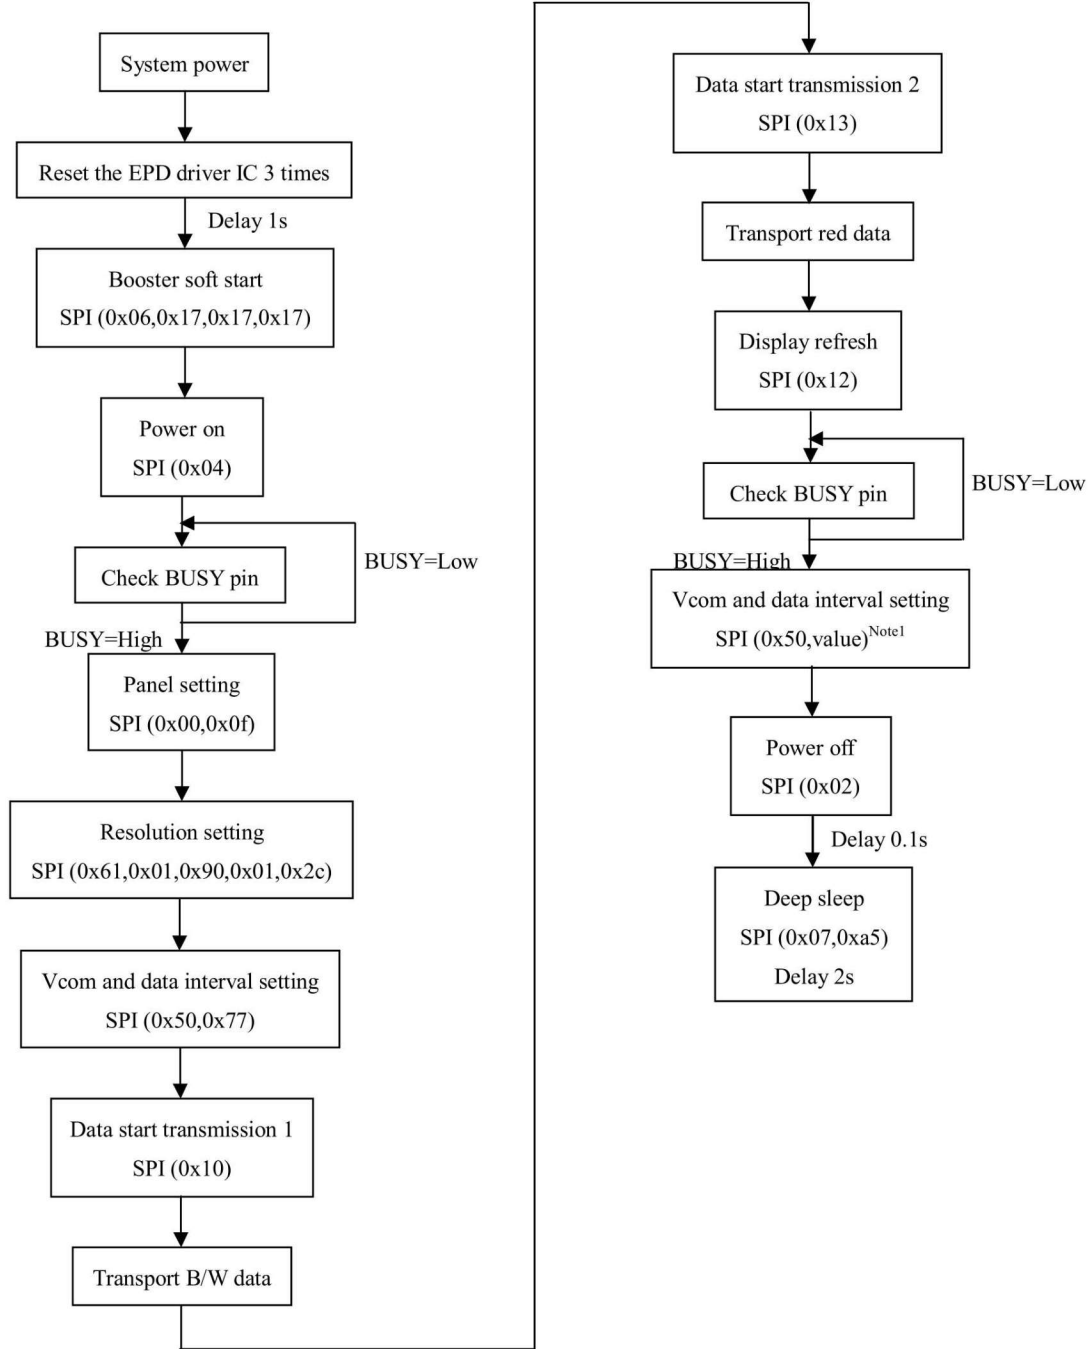 System power
Reset the EPD driver IC 3 times
Delay 1s
Booster soft start
SPI (0x06,0x17,0x17,0x17)
Power on
SPI (0x04)
Check BUSY pin
BUSY=Low
BUSY=High
Panel setting
SPI (0x00,0x0f)
Resolution setting
SPI (0x61,0x01,0x90,0x01,0x2c)
Vcom and data interval setting
SPI (0x50,0x77)
Data start transmission 1
SPI (0x10)
Transport B/W data
Data start transmission 2
SPI (0x13)
Transport red data
Display refresh
SPI (0x12)
Check BUSY pin
BUSY=Low
BUSY=High
Vcom and data interval setting
SPI (0x50,value)Note1
Power off
SPI (0x02)
Delay 0.1s
Deep sleep
SPI (0x07,0xa5)
Delay 2s